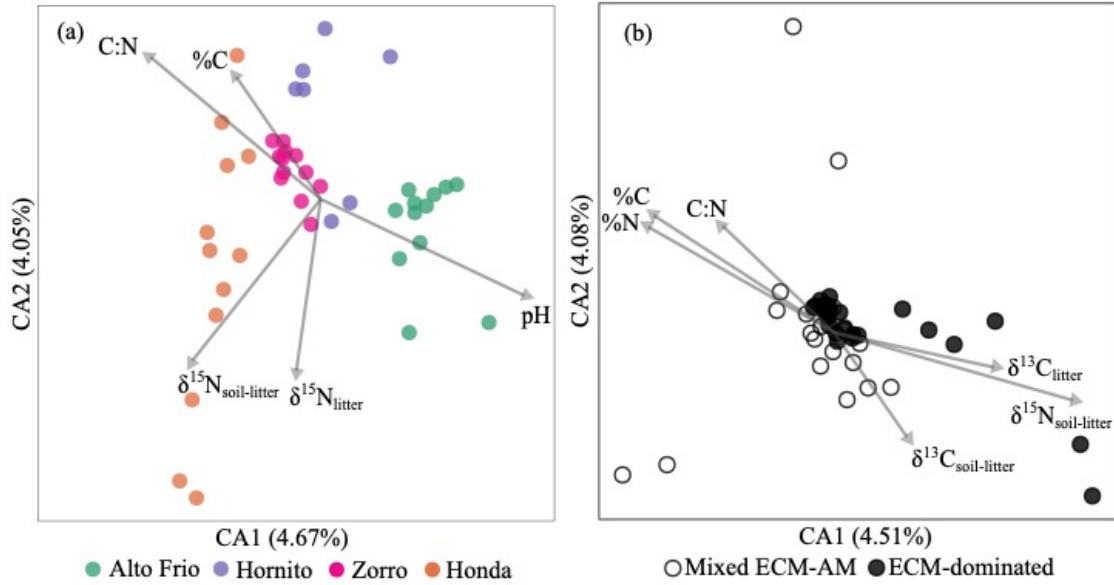 (a)
C:N
%C
pH
δ¹⁵Nsoil-litter
δ¹⁵Nlitter
CA2 (4.05%)
CA1 (4.67%)
Alto Frio Hornito Zorro Honda
(b)
%C
%N
C:N
δ¹³Clitter
δ¹⁵Nsoil-litter
δ¹³Csoil-litter
CA2 (4.08%)
CA1 (4.51%)
Mixed ECM-AM ECM-dominated